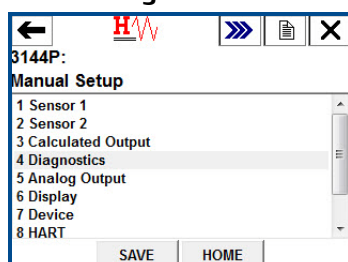 H
3144P:
Manual Setup
1 Sensor 1
2 Sensor 2
3 Calculated Output
4 Diagnostics
5 Analog Output
6 Display
7 Device
8 HART
SAVE HOME